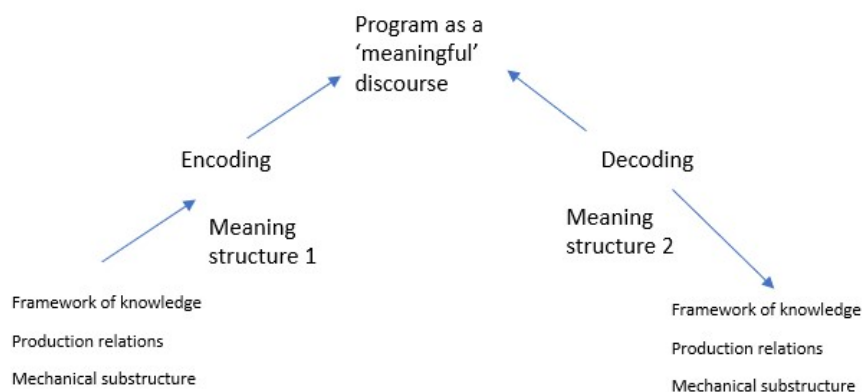 Program as a
‘meaningful’
discourse
Encoding
Decoding
Meaning
structure 1
Meaning
structure 2
Framework of knowledge
Production relations
Mechanical substructure
Framework of knowledge
Production relations
Mechanical substructure